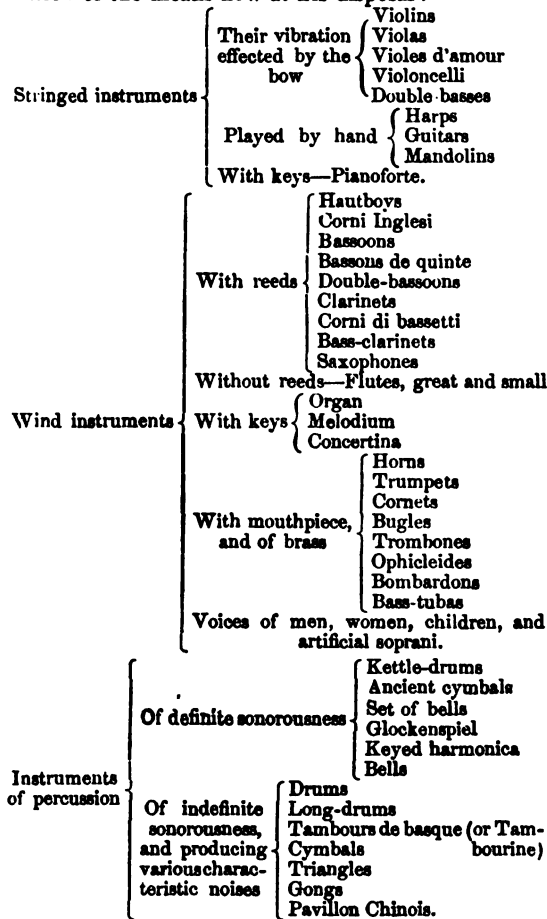 Stringed instruments
Their vibration
effected by the
bow
Violins
Violas
Violes d'amour
Violoncelli
Double-basses
Played by hand
Harps
Guitars
Mandolins
With keys—Pianoforte.
Wind instruments
With reeds
Hautboys
Corni Inglesi
Bassoons
Bassons de quinte
Double-bassoons
Clarinets
Corni di bassetti
Bass-clarinets
Saxophones
Without reeds—Flutes, great and small
With keys
Organ
Melodium
Concertina
With mouthpiece,
and of brass
Horns
Trumpets
Cornets
Bugles
Trombones
Ophicleides
Bombardons
Bass-tubas
Voices of men, women, children, and
artificial soprani.
Instruments
of percussion
Of definite sonorousness
Kettle-drums
Ancient cymbals
Set of bells
Glockenspiel
Keyed harmonica
Bells
Of indefinite
sonorousness,
and producing
various charac-
teristic noises
Drums
Long-drums
Tambours de basque (or Tam-
Cymbals bourine)
Triangles
Gongs
Pavillon Chinois.